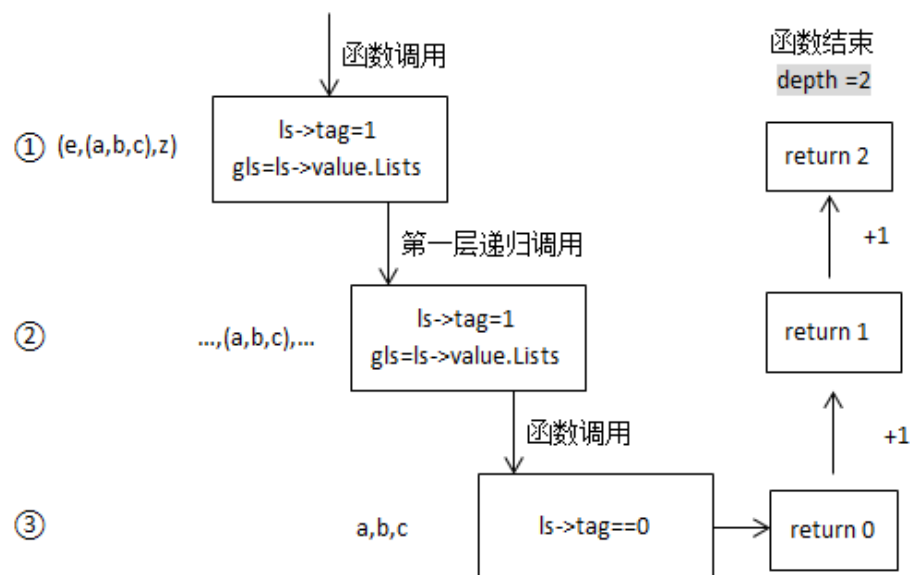 函数调用
函数结束
depth =2
① (e,(a,b,c),z)
ls->tag=1
gls=ls->value.Lists
return 2
第一层递归调用
+1
② ...,(a,b,c),...
ls->tag=1
gls=ls->value.Lists
return 1
函数调用
+1
③ a,b,c
ls->tag==0
return 0